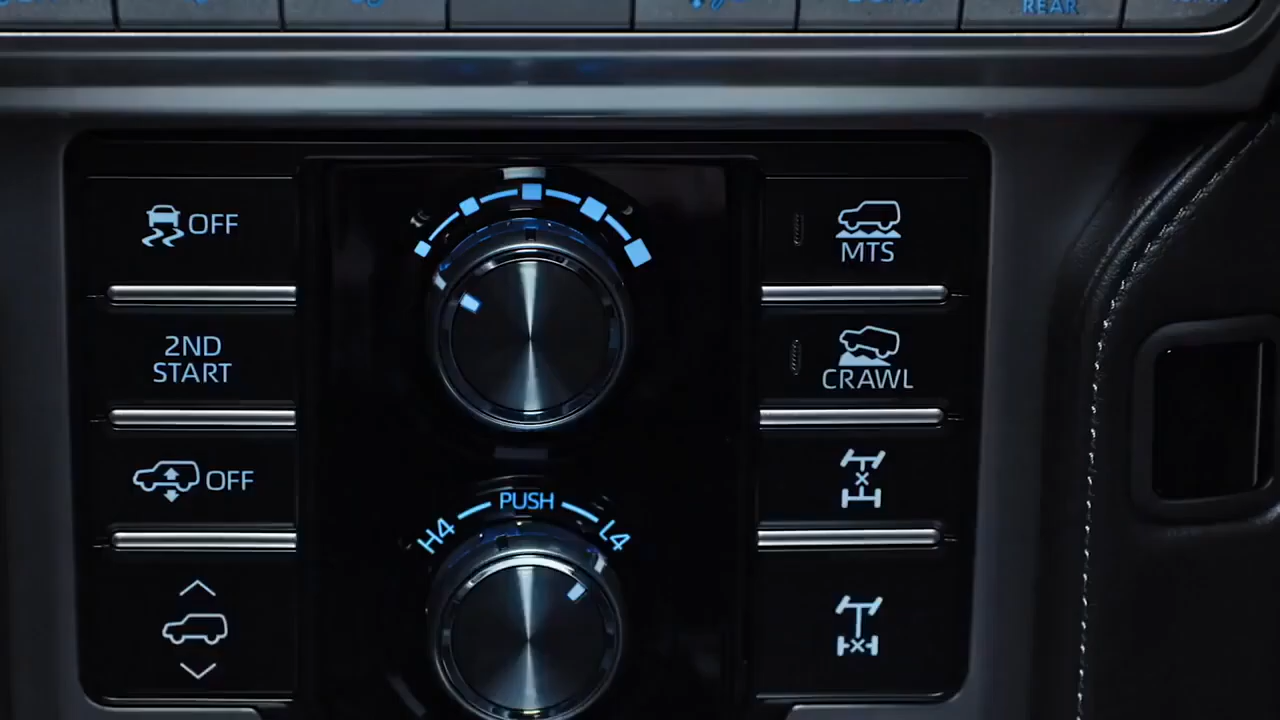 REAR
OFF
MTS
2ND
START
CRAWL
OFF
PUSH
H4
L4